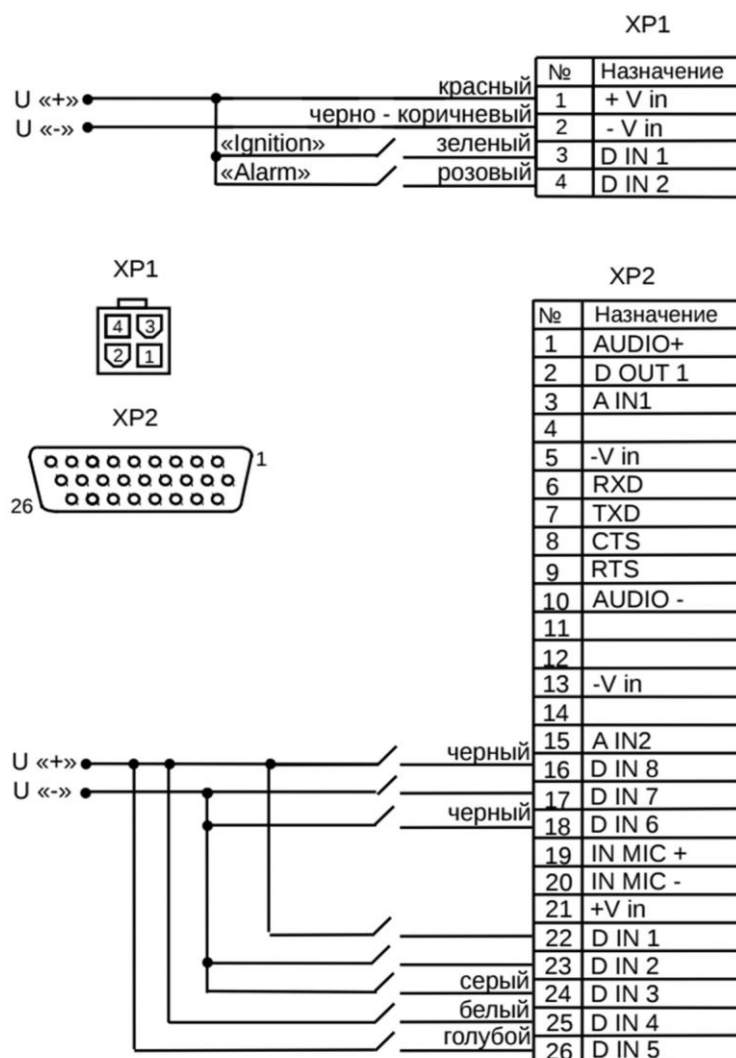 XP1
№ Назначение
U «+» красный 1 + V in
U «-» черно - коричневый 2 - V in
«Ignition» зеленый 3 D IN 1
«Alarm» розовый 4 D IN 2
XP1
4 3
2 1
XP2
1
26
XP2
№ Назначение
1 AUDIO+
2 D OUT 1
3 A IN1
4
5 -V in
6 RXD
7 TXD
8 CTS
9 RTS
10 AUDIO -
11
12
13 -V in
14
15 A IN2
U «+» черный 16 D IN 8
U «-» 17 D IN 7
черный 18 D IN 6
19 IN MIC +
20 IN MIC -
21 +V in
22 D IN 1
23 D IN 2
серый 24 D IN 3
белый 25 D IN 4
голубой 26 D IN 5